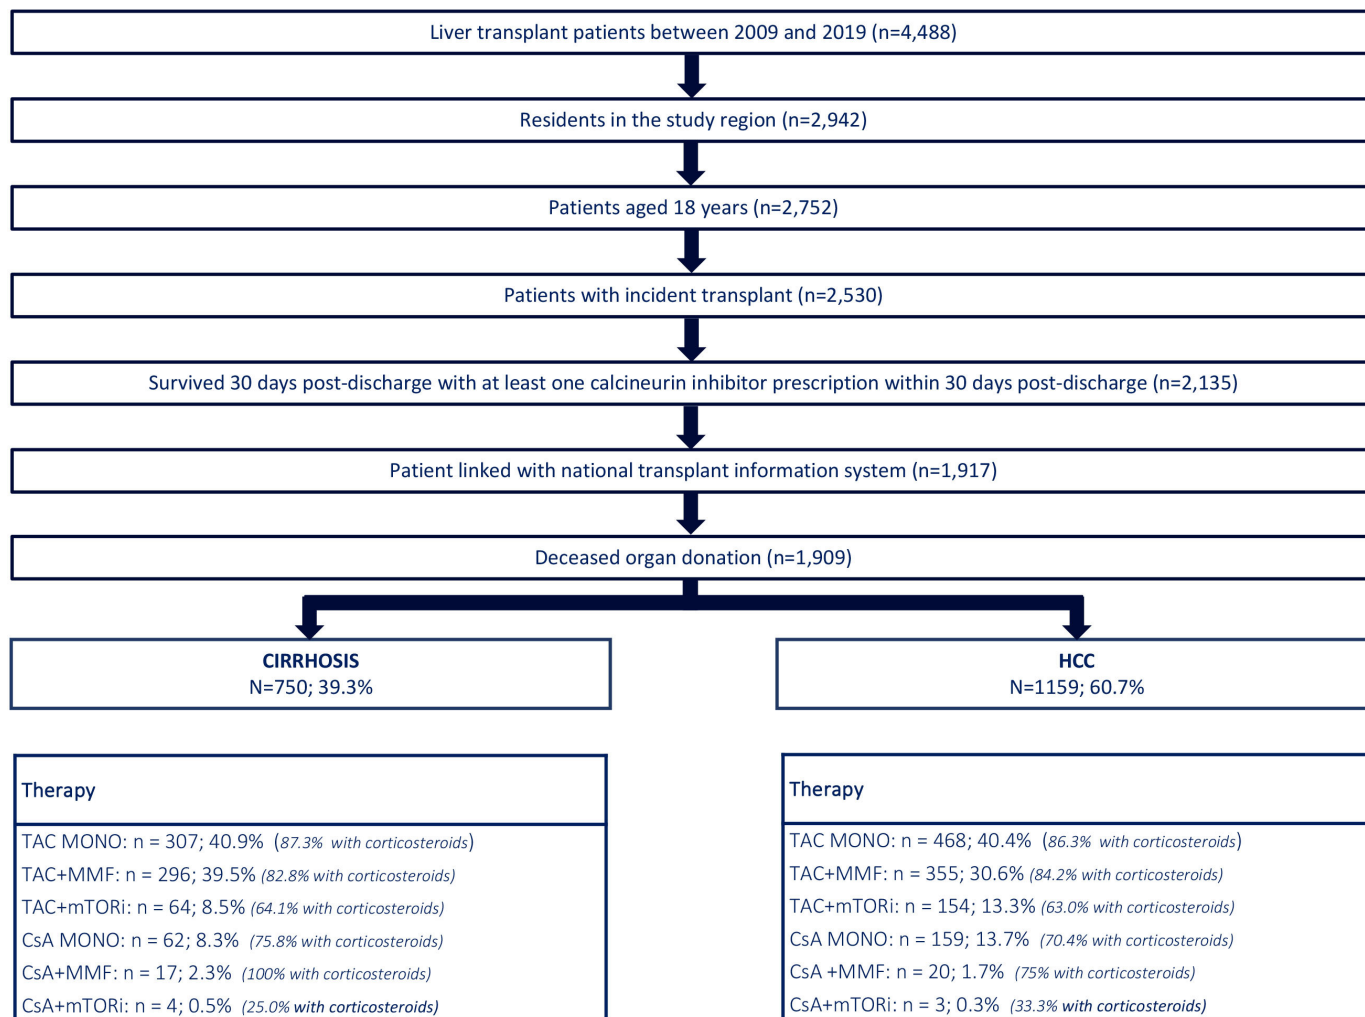 Liver transplant patients between 2009 and 2019 (n=4,488)
Residents in the study region (n=2,942)
Patients aged 18 years (n=2,752)
Patients with incident transplant (n=2,530)
Survived 30 days post-discharge with at least one calcineurin inhibitor prescription within 30 days post-discharge (n=2,135)
Patient linked with national transplant information system (n=1,917)
Deceased organ donation (n=1,909)
CIRRHOSIS
N=750; 39.3%
HCC
N=1159; 60.7%
Therapy
TAC MONO: n = 307; 40.9% (87.3% with corticosteroids)
TAC+MMF: n = 296; 39.5% (82.8% with corticosteroids)
TAC+mTORi: n = 64; 8.5% (64.1% with corticosteroids)
CsA MONO: n = 62; 8.3% (75.8% with corticosteroids)
CsA+MMF: n = 17; 2.3% (100% with corticosteroids)
CsA+mTORi: n = 4; 0.5% (25.0% with corticosteroids)
Therapy
TAC MONO: n = 468; 40.4% (86.3% with corticosteroids)
TAC+MMF: n = 355; 30.6% (84.2% with corticosteroids)
TAC+mTORi: n = 154; 13.3% (63.0% with corticosteroids)
CsA MONO: n = 159; 13.7% (70.4% with corticosteroids)
CsA +MMF: n = 20; 1.7% (75% with corticosteroids)
CsA+mTORi: n = 3; 0.3% (33.3% with corticosteroids)